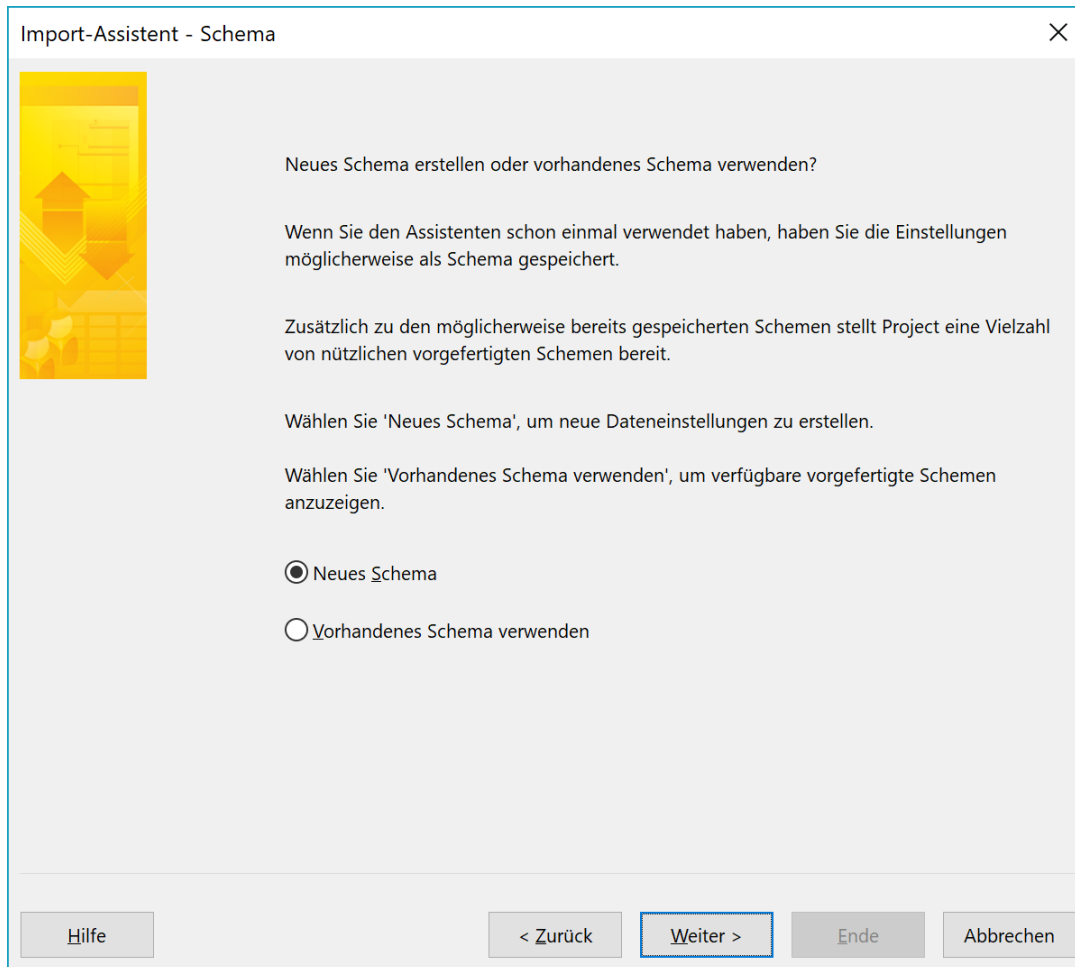 Import-Assistent - Schema
Neues Schema erstellen oder vorhandenes Schema verwenden?
Wenn Sie den Assistenten schon einmal verwendet haben, haben Sie die Einstellungen
möglicherweise als Schema gespeichert.
Zusätzlich zu den möglicherweise bereits gespeicherten Schemen stellt Project eine Vielzahl
von nützlichen vorgefertigten Schemen bereit.
Wählen Sie 'Neues Schema', um neue Dateneinstellungen zu erstellen.
Wählen Sie 'Vorhandenes Schema verwenden', um verfügbare vorgefertigte Schemen
anzuzeigen.
Neues Schema
Vorhandenes Schema verwenden
Hilfe < Zurück Weiter > Ende Abbrechen